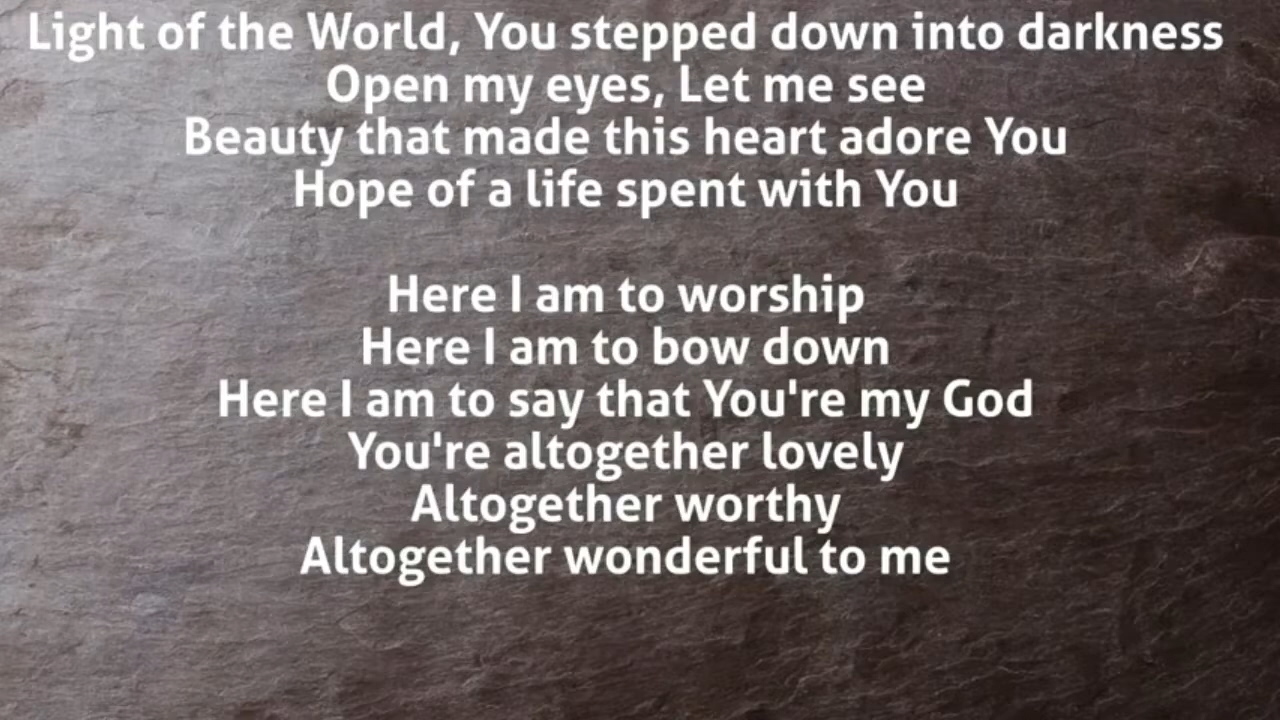 Light of the World, You stepped down into darkness
Open my eyes, Let me see
Beauty that made this heart adore You
Hope of a life spent with You
Here I am to worship
Here I am to bow down
Here I am to say that You're my God
You're altogether lovely
Altogether worthy
Altogether wonderful to me